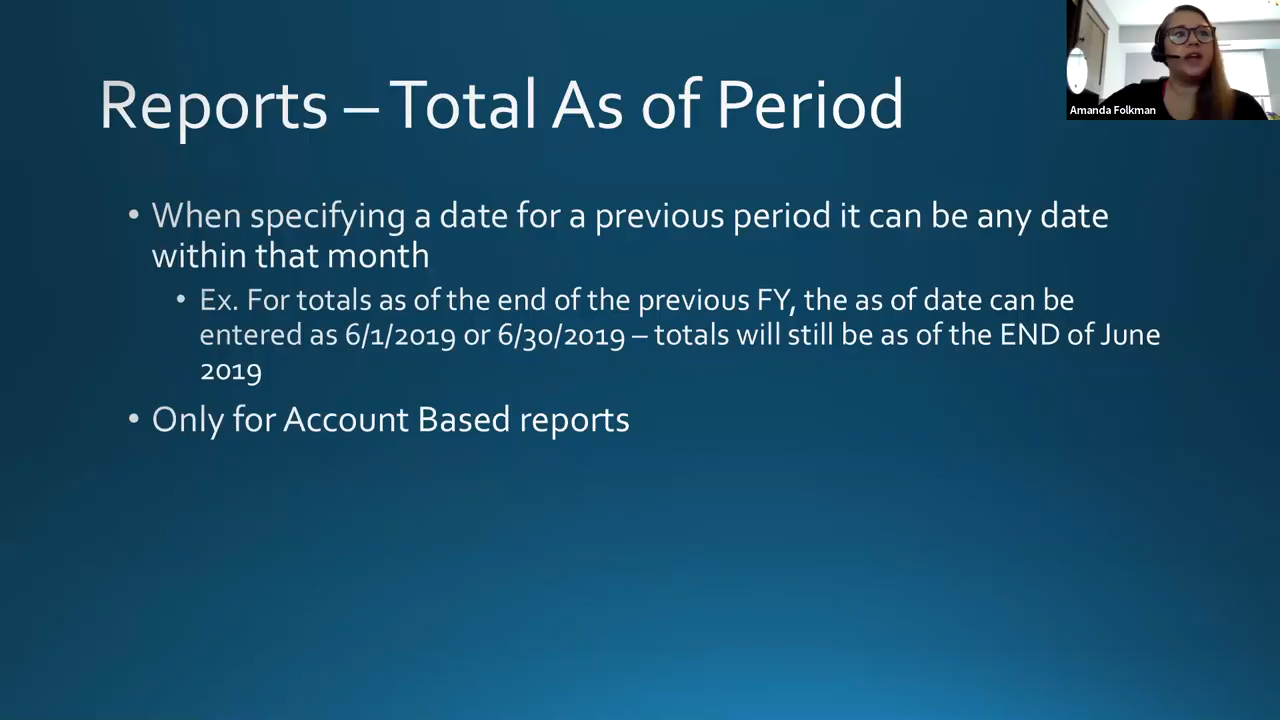 Reports – Total As of Period
Amanda Folkman
• When specifying a date for a previous period it can be any date
within that month
• Ex. For totals as of the end of the previous FY, the as of date can be
entered as 6/1/2019 or 6/30/2019 – totals will still be as of the END of June
2019
• Only for Account Based reports